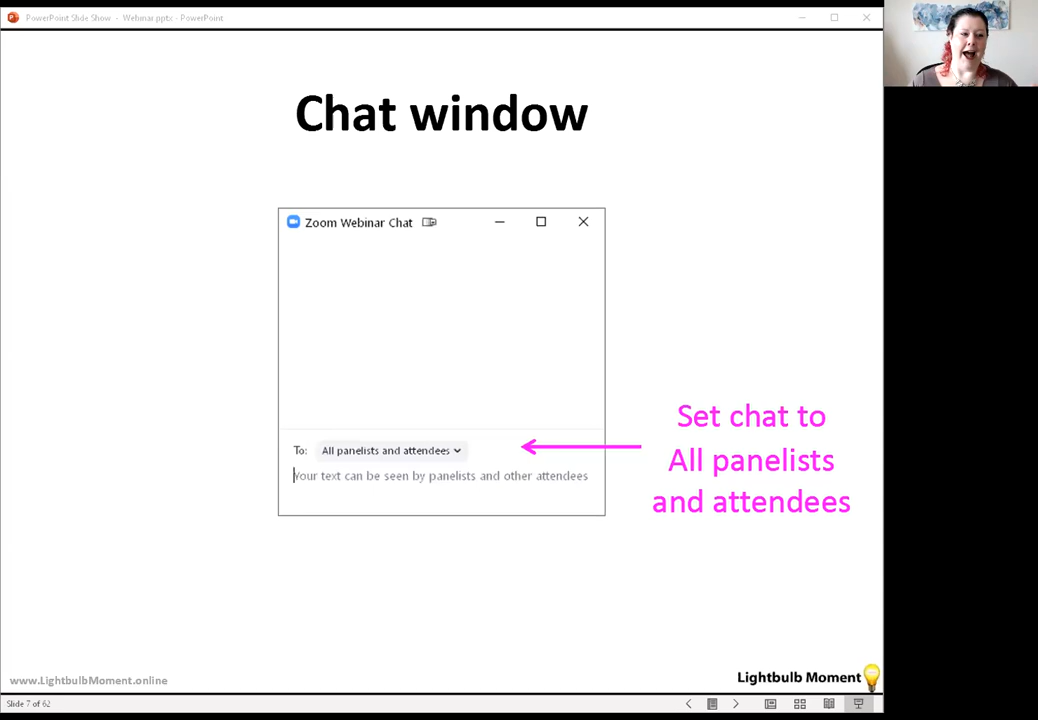 PowerPoint Slide Show - Webinar.pptx - PowerPoint
Chat window
Zoom Webinar Chat
To: All panelists and attendees
Your text can be seen by panelists and other attendees
Set chat to
All panelists
and attendees
www.LightbulbMoment.online
Lightbulb Moment
Slide 7 of 62